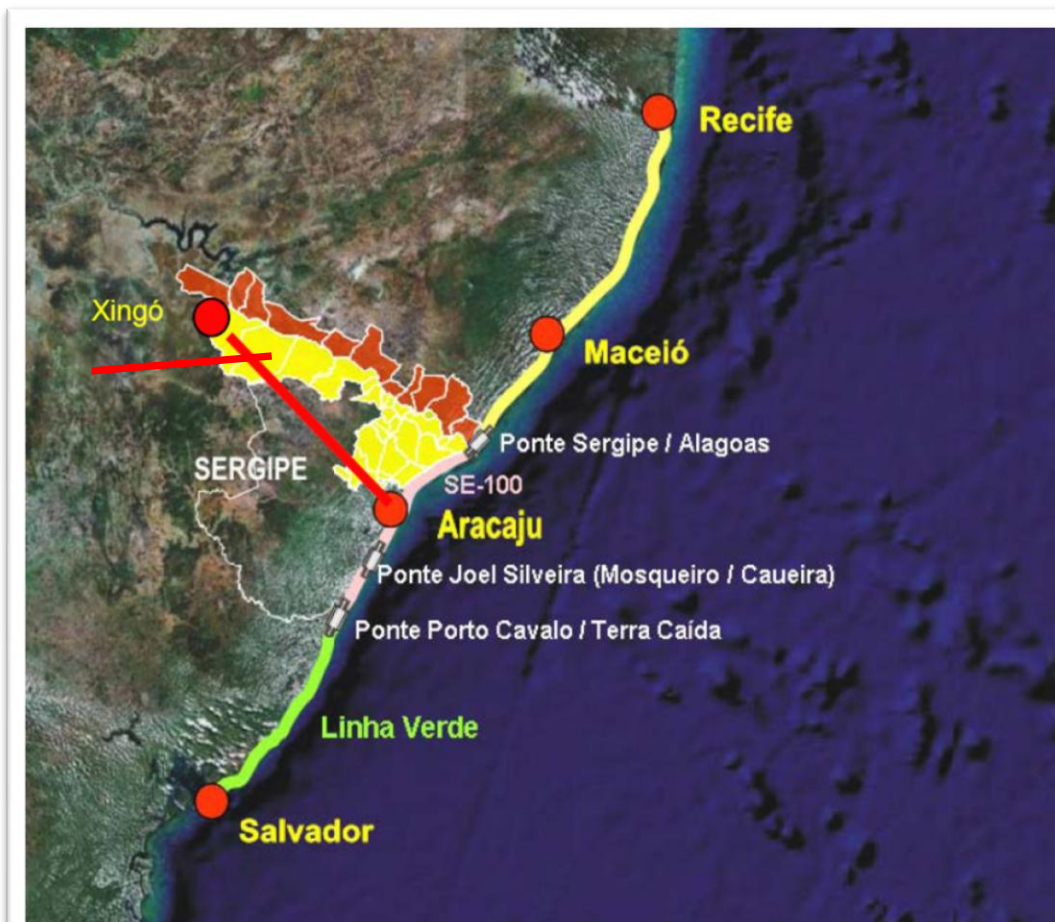 Recife
Xingó
Maceió
Ponte Sergipe / Alagoas
SERGIPE
SE-100
Aracaju
Ponte Joel Silveira (Mosqueiro / Caueira)
Ponte Porto Cavalo / Terra Caída
Linha Verde
Salvador